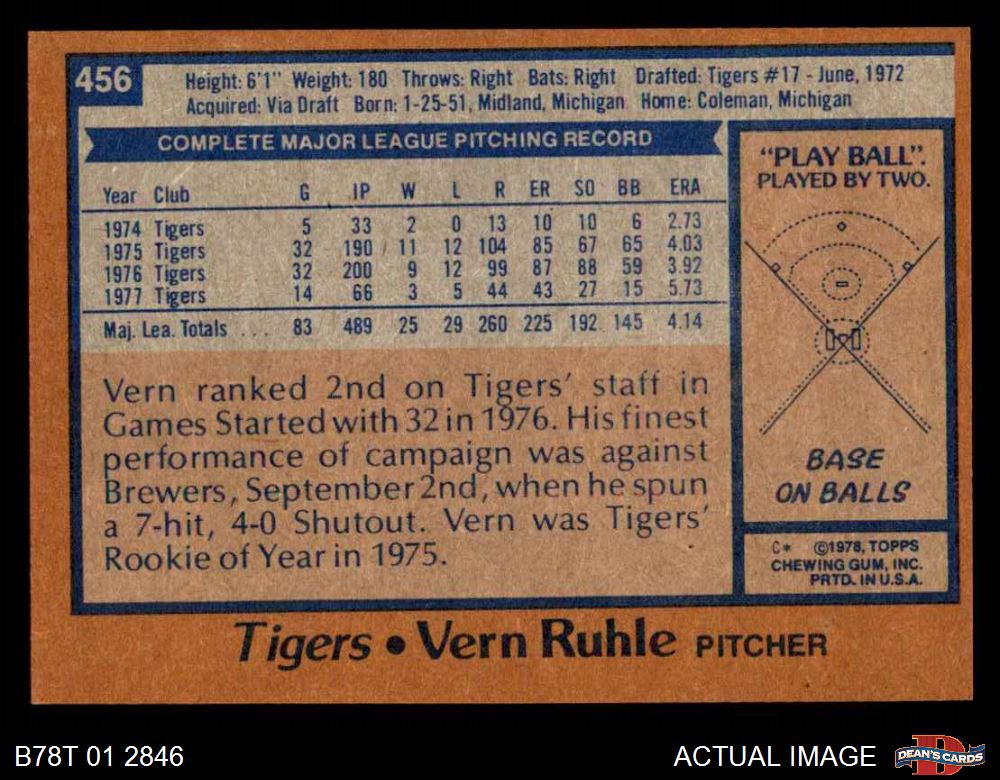 456
Height: 6'1" Weight: 180 Throws: Right Bats: Right Drafted: Tigers #17 - June, 1972
Acquired: Via Draft Born: 1-25-51, Midland, Michigan Home: Coleman, Michigan
COMPLETE MAJOR LEAGUE PITCHING RECORD
Year Club G IP W L R ER SO BB ERA
1974 Tigers 5 33 2 0 13 10 10 6 2.73
1975 Tigers 32 190 11 12 104 85 67 65 4.03
1976 Tigers 32 200 9 12 99 87 88 59 3.92
1977 Tigers 14 66 3 5 44 43 27 15 5.73
Maj. Lea. Totals ... 83 489 25 29 260 225 192 145 4.14
Vern ranked 2nd on Tigers' staff in
Games Started with 32 in 1976. His finest
performance of campaign was against
Brewers, September 2nd, when he spun
a 7-hit, 4-0 Shutout. Vern was Tigers'
Rookie of Year in 1975.
"PLAY BALL".
PLAYED BY TWO.
BASE
ON BALLS
C* ©1978, TOPPS
CHEWING GUM, INC.
PRTD. IN U.S.A.
Tigers • Vern Ruhle PITCHER
B78T 01 2846
ACTUAL IMAGE
D
DEAN'S CARDS